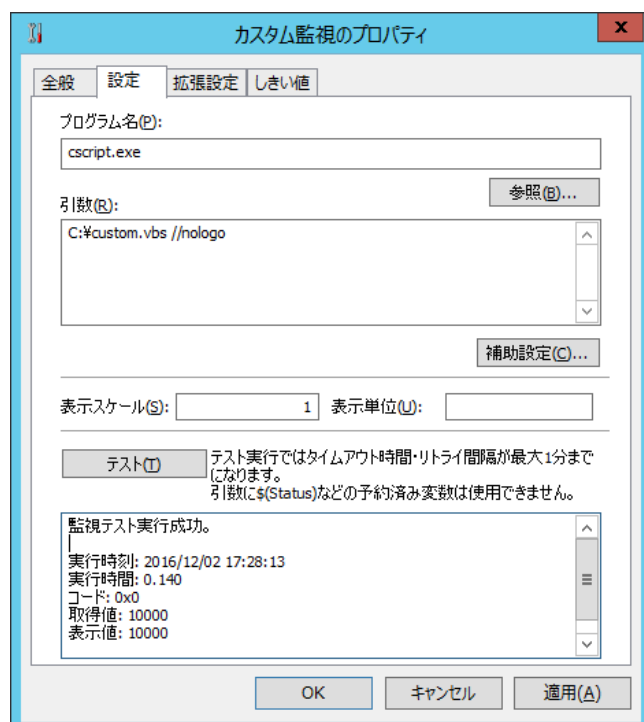 カスタム監視のプロパティ
x
全般 設定 拡張設定 しきい値
プログラム名(P):
cscript.exe
参照(B)...
引数(R):
C:¥custom.vbs //nologo
補助設定(C)...
表示スケール(S): 1 表示単位(U):
テスト(T)
テスト実行ではタイムアウト時間・リトライ間隔が最大1分まで
になります。
引数に$(Status)などの予約済み変数は使用できません。
監視テスト実行成功。
実行時刻: 2016/12/02 17:28:13
実行時間: 0.140
コード: 0x0
取得値: 10000
表示値: 10000
OK キャンセル 適用(A)